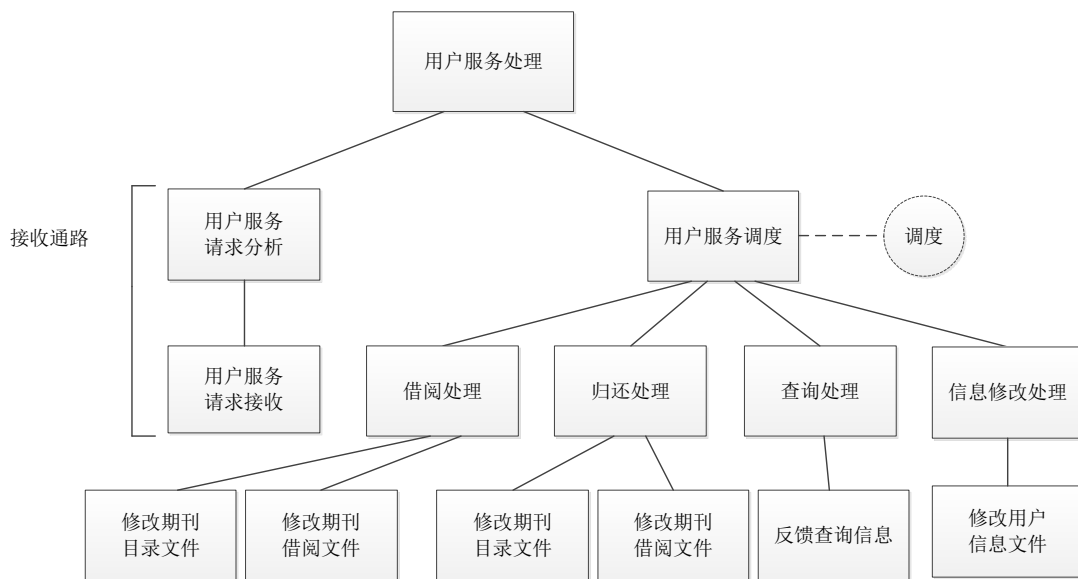 用户服务处理
接收通路
用户服务
请求分析
用户服务调度
调度
用户服务
请求接收
借阅处理
归还处理
查询处理
信息修改处理
修改期刊
目录文件
修改期刊
借阅文件
修改期刊
目录文件
修改期刊
借阅文件
反馈查询信息
修改用户
信息文件